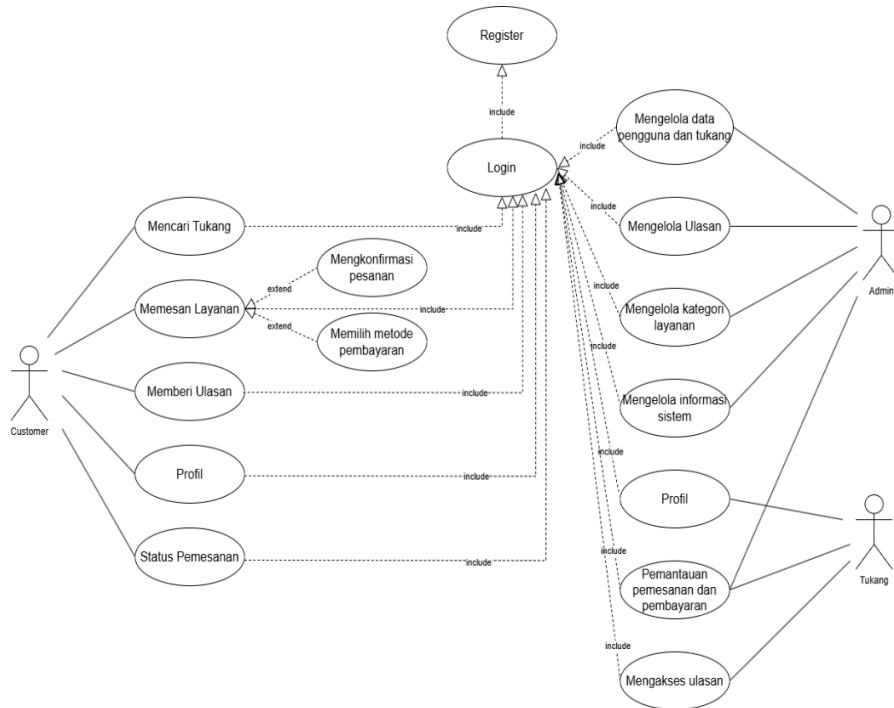 Register
include
Login
Mencari Tukang
include
Memesan Layanan
extend
Mengkonfirmasi
pesanan
include
extend
Memilih metode
pembayaran
Memberi Ulasan
include
Profil
include
Status Pemesanan
include
Customer
include
Mengelola data
pengguna dan tukang
include
Mengelola Ulasan
include
Mengelola kategori
layanan
include
Mengelola informasi
sistem
include
Profil
include
Pemantauan
pemesanan dan
pembayaran
include
Mengakses ulasan
Admin
Tukang